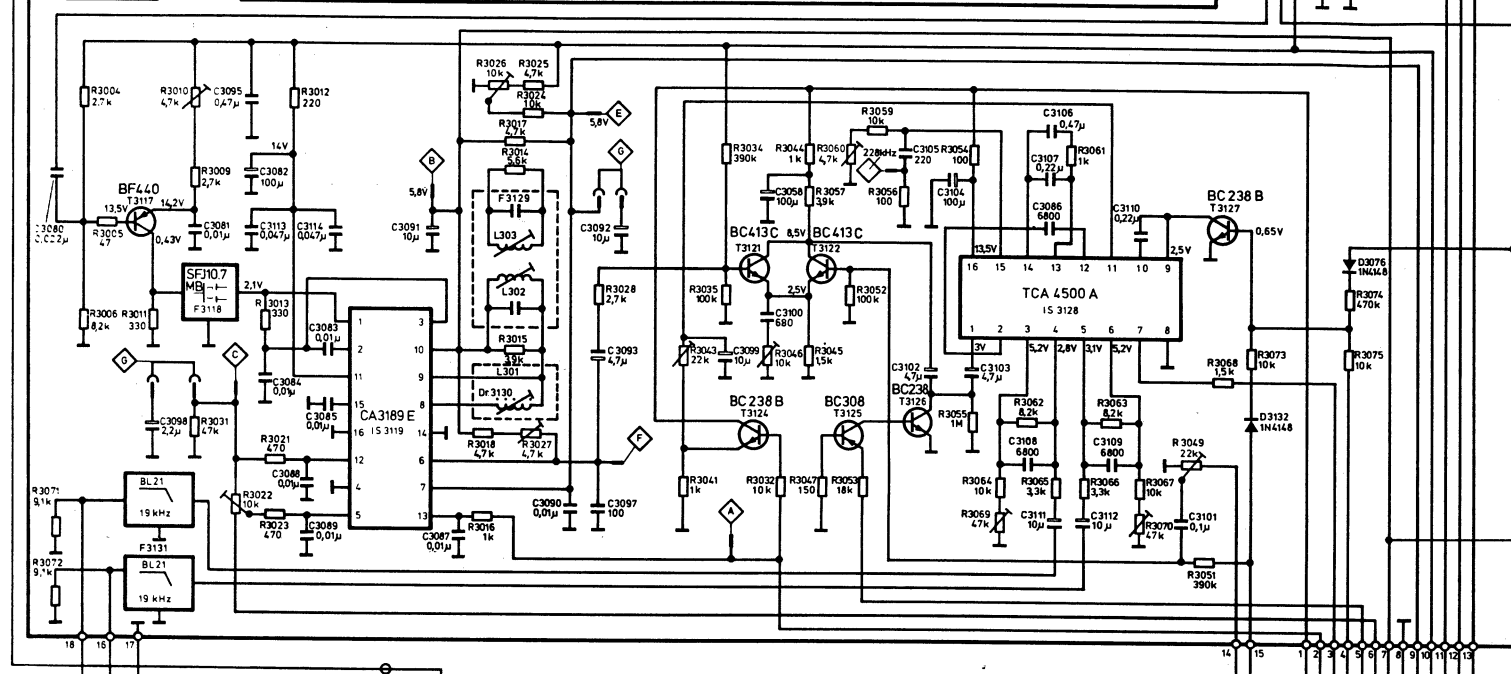 R3004
2,7k
R3010
4,7k
C3095
0,47µ
R3012
220
14V
C3082
100µ
R3009
2,7k
BF440
T3117
14,2V
13,5V
0,43V
C3080
R3005
47
C3081
0,01µ
C3113
0,047µ
C3114
0,047µ
SFJ10.7
MB
F3118
2,1V
R3006
8,2k
R3011
330
R3013
330
C3083
0,01µ
C3084
0,01µ
C3085
0,01µ
G
C
C3098
2,2µ
R3031
47k
R3021
470
C3088
0,01µ
R3022
10k
R3023
470
C3089
0,01µ
R3071
9,1k
BL21
19 kHz
F3131
R3072
9,1k
BL21
19 kHz
18
16
17
CA3189 E
IS 3119
1
2
11
15
16
12
4
5
3
10
9
8
14
6
7
13
R3026
10k
R3025
4,7k
R3024
10k
R3017
4,7k
R3014
5,6k
5,8V
E
G
B
5,8V
C3091
10µ
F3129
L303
L302
C3092
10µ
R3015
3,9k
L301
Dr.3130
R3018
4,7k
R3027
4,7k
F
R3028
2,7k
C3093
4,7µ
C3090
0,01µ
C3097
100
C3087
0,01µ
R3016
1k
R3034
390k
R3044
1k
R3060
4,7k
R3059
10k
228kHz
C3105
220
R3054
100
C3058
100µ
R3057
3,9k
R3056
100
C3104
100µ
BC413C
T3121
8,5V
BC413C
T3122
2,5V
R3035
100k
C3100
680
R3052
100k
R3043
22k
C3099
10µ
R3046
10k
R3045
1,5k
BC238B
T3124
BC308
T3125
BC238
T3126
C3102
4,7µ
C3103
4,7µ
R3055
1M
R3041
1k
R3032
10k
R3047
150
R3053
18k
A
C3106
0,47µ
C3107
0,22µ
R3061
1k
C3086
6800
C3110
0,22µ
BC 238 B
T3127
0,65V
2,5V
13,5V
16
15
14
13
12
11
10
9
TCA 4500 A
IS 3128
1
2
3
4
5
6
7
8
3V
5,2V
2,8V
3,1V
5,2V
R3062
8,2k
C3108
6800
R3063
8,2k
C3109
6800
R3064
10k
R3065
3,3k
R3066
3,3k
R3067
10k
R3069
47k
C3111
10µ
C3112
10µ
R3070
47k
R3068
1,5k
R3049
22k
C3101
0,1µ
R3051
390k
D3076
1N4148
R3074
470k
R3073
10k
R3075
10k
D3132
1N4148
14
15
1
2
3
4
5
6
7
8
9
10
11
12
13